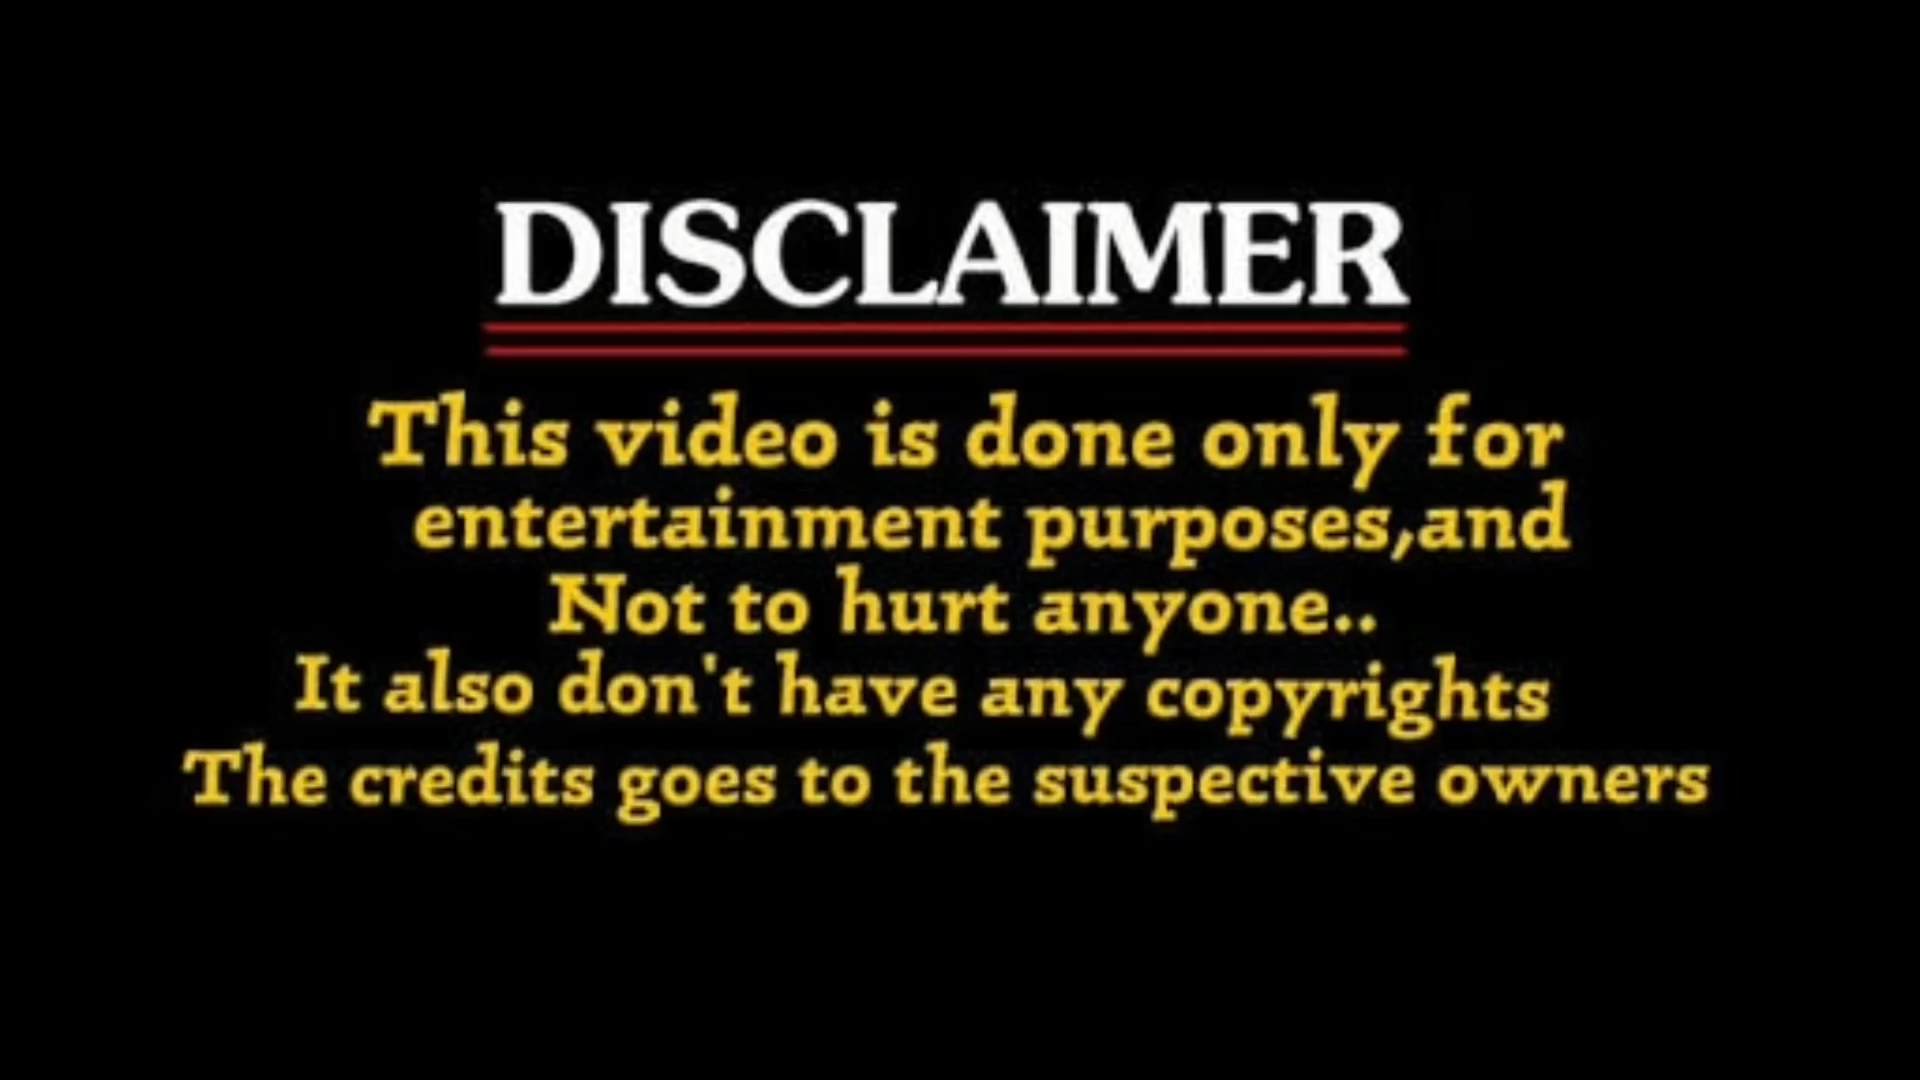 DISCLAIMER
This video is done only for
entertainment purposes,and
Not to hurt anyone..
It also don't have any copyrights
The credits goes to the suspective owners